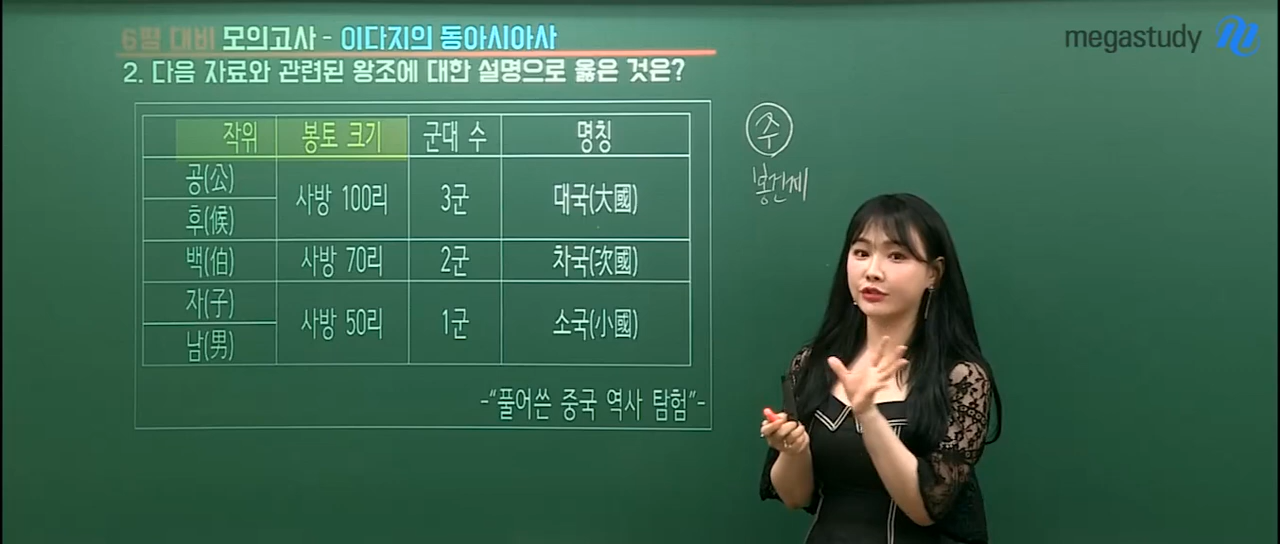 6평 대비 모의고사 - 이다지의 동아시아사
megastudy
2. 다음 자료와 관련된 왕조에 대한 설명으로 옳은 것은?
작위 봉토 크기 군대 수 명칭
공(公)
사방 100리 3군 대국(大國)
후(候)
백(伯) 사방 70리 2군 차국(次國)
자(子)
사방 50리 1군 소국(小國)
남(男)
-“풀어쓴 중국 역사 탐험”-
주
봉건제